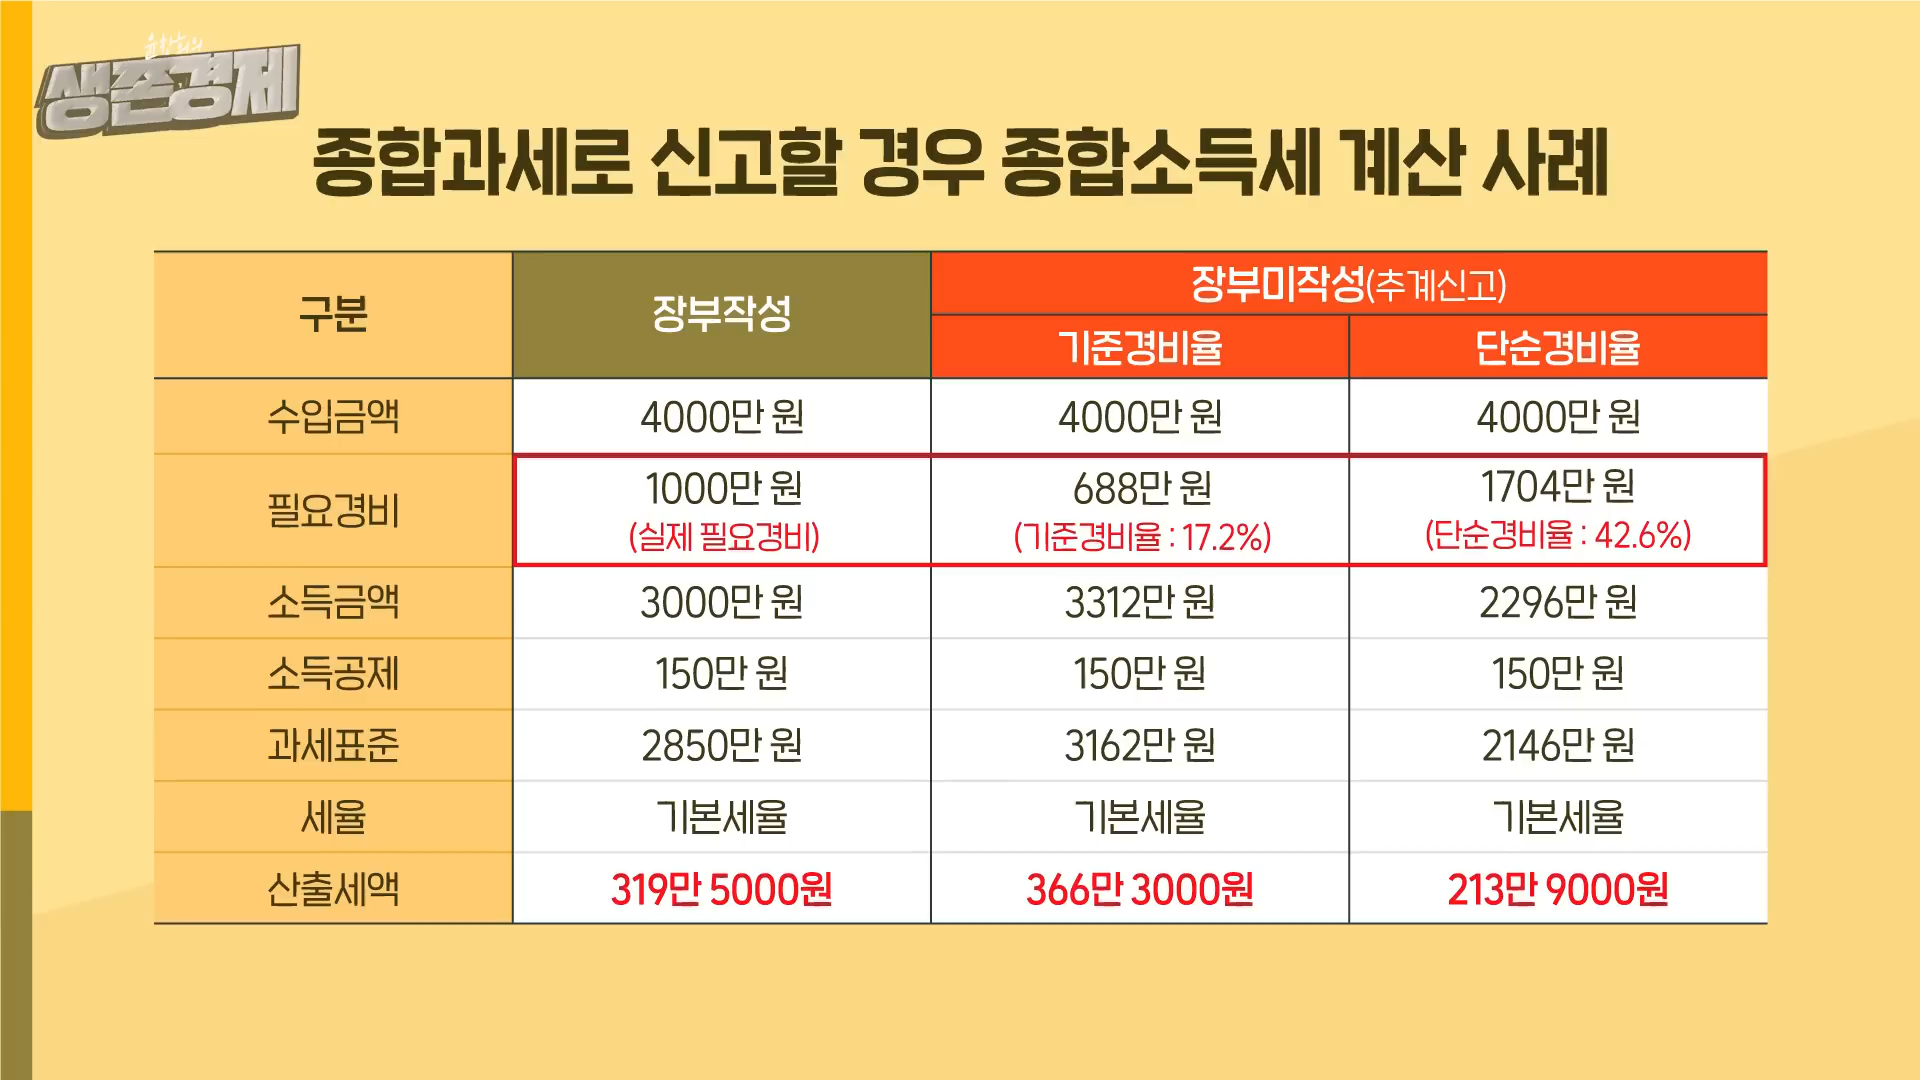 윤창희의
생존경제
종합과세로 신고할 경우 종합소득세 계산 사례
구분
장부작성
장부미작성(추계신고)
기준경비율
단순경비율
수입금액
4000만 원
4000만 원
4000만 원
필요경비
1000만 원
(실제 필요경비)
688만 원
(기준경비율 : 17.2%)
1704만 원
(단순경비율 : 42.6%)
소득금액
3000만 원
3312만 원
2296만 원
소득공제
150만 원
150만 원
150만 원
과세표준
2850만 원
3162만 원
2146만 원
세율
기본세율
기본세율
기본세율
산출세액
319만 5000원
366만 3000원
213만 9000원